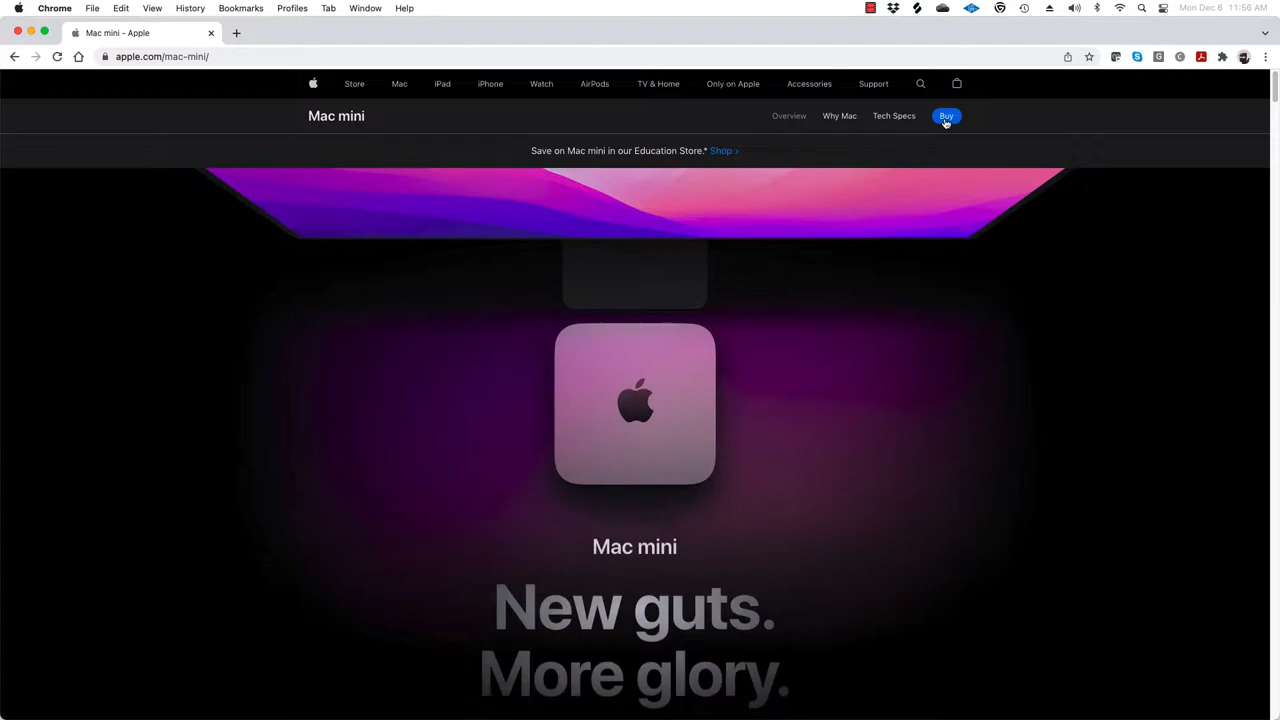 Chrome File Edit View History Bookmarks Profiles Tab Window Help Mon Dec 6 11:56 AM
Mac mini - Apple
apple.com/mac-mini/
Store Mac iPad iPhone Watch AirPods TV & Home Only on Apple Accessories Support
Mac mini Overview Why Mac Tech Specs Buy
Save on Mac mini in our Education Store.* Shop >
Mac mini
New guts.
More glory.